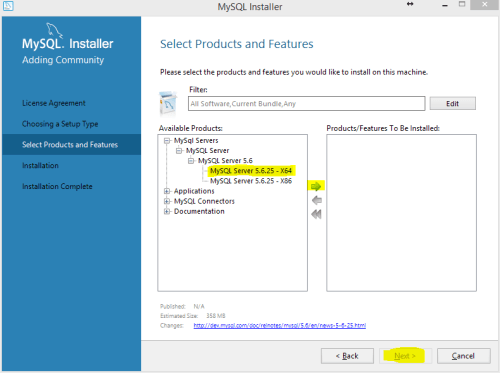 MySQL Installer
MySQL. Installer
Adding Community
License Agreement
Choosing a Setup Type
Select Products and Features
Installation
Installation Complete
Select Products and Features
Please select the products and features you would like to install on this machine.
Filter:
All Software,Current Bundle,Any
Edit
Available Products:
Products/Features To Be Installed:
MySql Servers
MySQL Server
MySQL Server 5.6
MySQL Server 5.6.25 - X64
MySQL Server 5.6.25 - X86
Applications
MySQL Connectors
Documentation
Published: N/A
Estimated Size: 358 MB
Changes: http://dev.mysql.com/doc/relnotes/mysql/5.6/en/news-5-6-25.html
< Back
Next >
Cancel